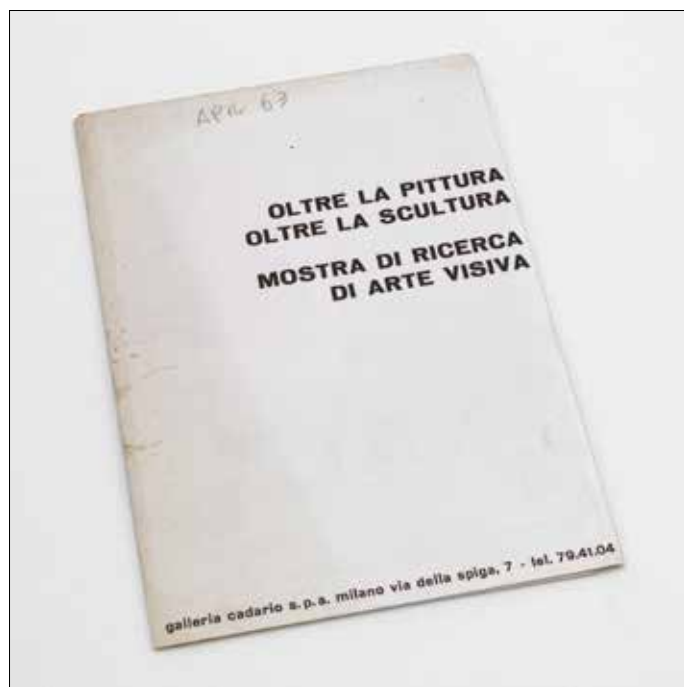 APR 63
OLTRE LA PITTURA
OLTRE LA SCULTURA
MOSTRA DI RICERCA
DI ARTE VISIVA
galleria cadario s.p.a. milano via della spiga, 7 - tel. 79.41.04